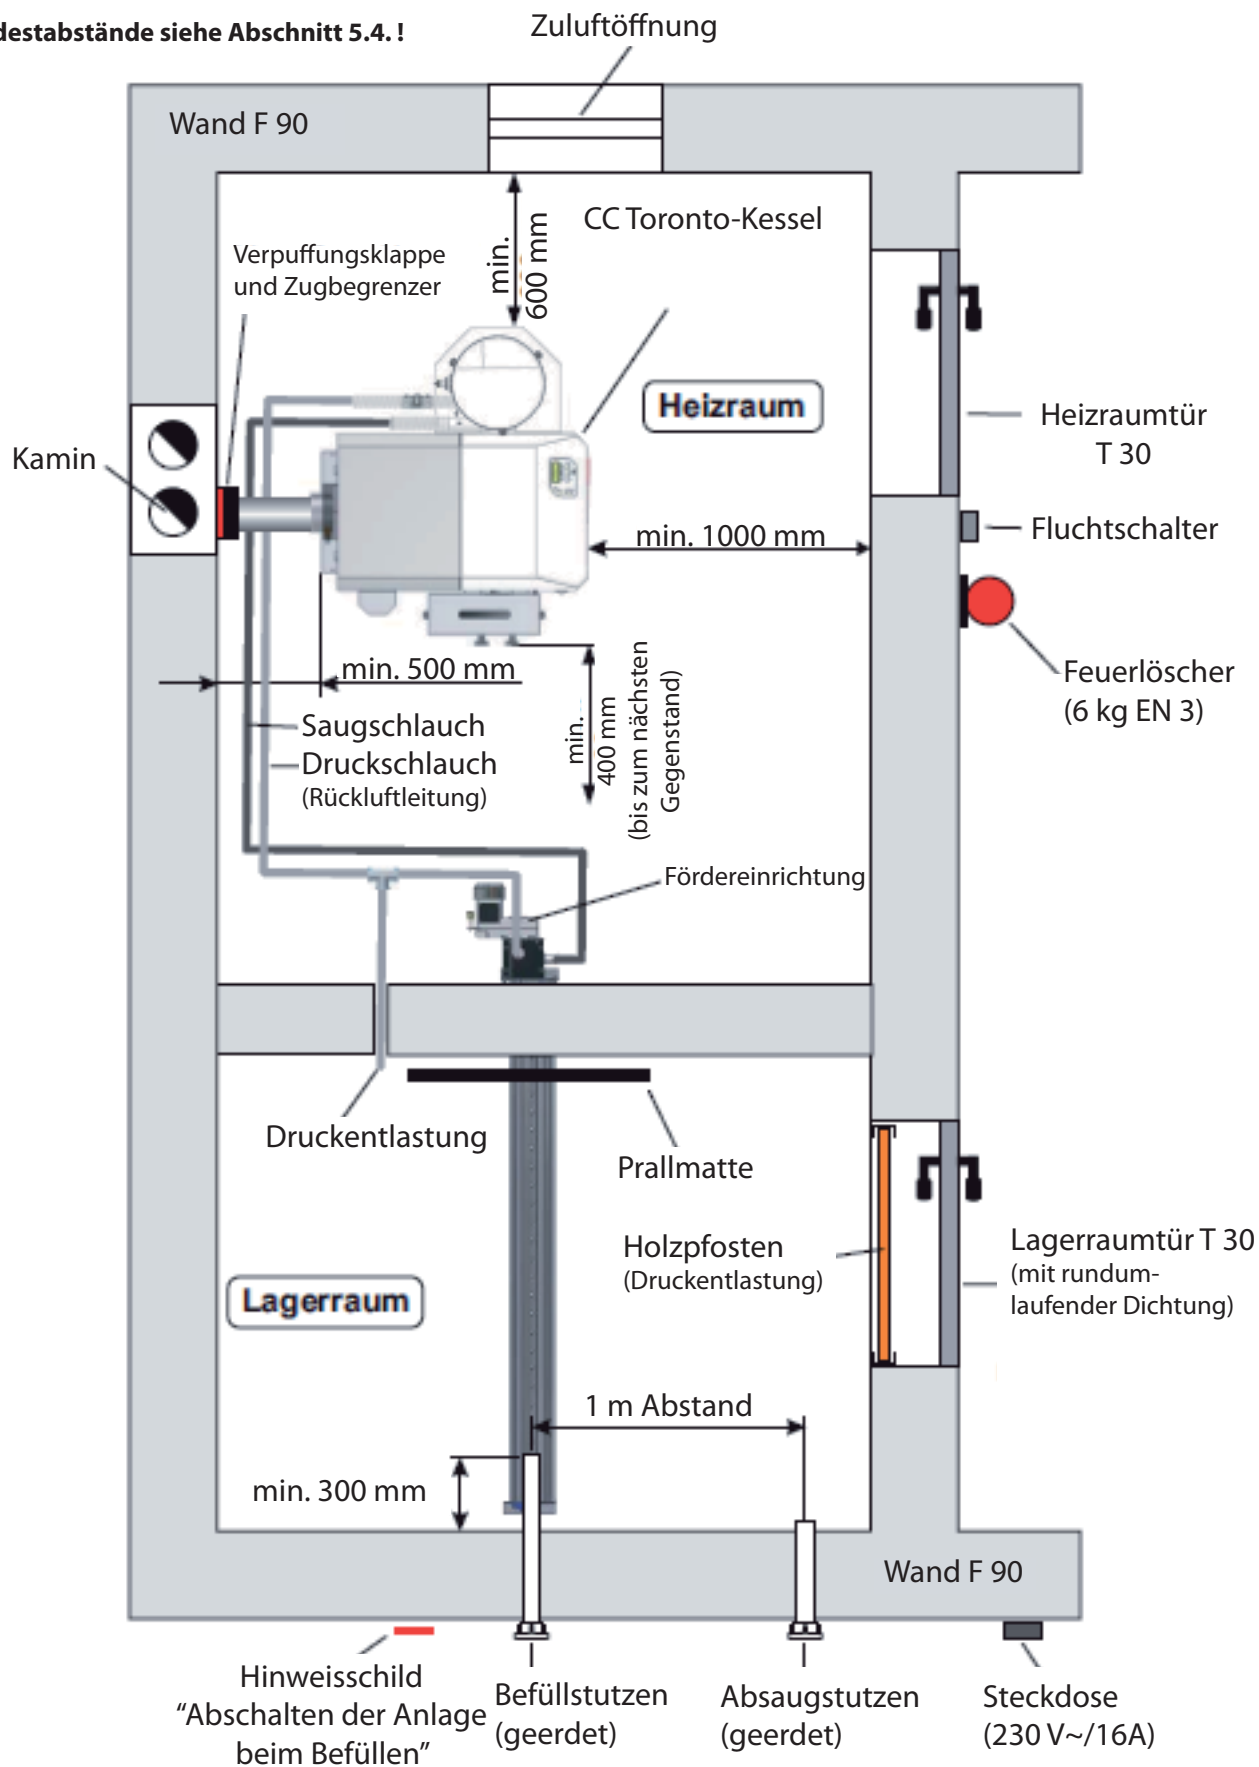 destabstände siehe Abschnitt 5.4. !
Zuluftöffnung
Wand F 90
CC Toronto-Kessel
min.
600 mm
Verpuffungsklappe
und Zugbegrenzer
Heizraum
Heizraumtür
T 30
Kamin
Fluchtschalter
min. 1000 mm
Feuerlöscher
(6 kg EN 3)
min. 500 mm
min.
400 mm
(bis zum nächsten
Gegenstand)
Saugschlauch
Druckschlauch
(Rückluftleitung)
Fördereinrichtung
Druckentlastung
Prallmatte
Holzpfosten
(Druckentlastung)
Lagerraumtür T 30
(mit rundum-
laufender Dichtung)
Lagerraum
1 m Abstand
min. 300 mm
Wand F 90
Hinweisschild
“Abschalten der Anlage
beim Befüllen”
Befüllstutzen
(geerdet)
Absaugstutzen
(geerdet)
Steckdose
(230 V~/16A)